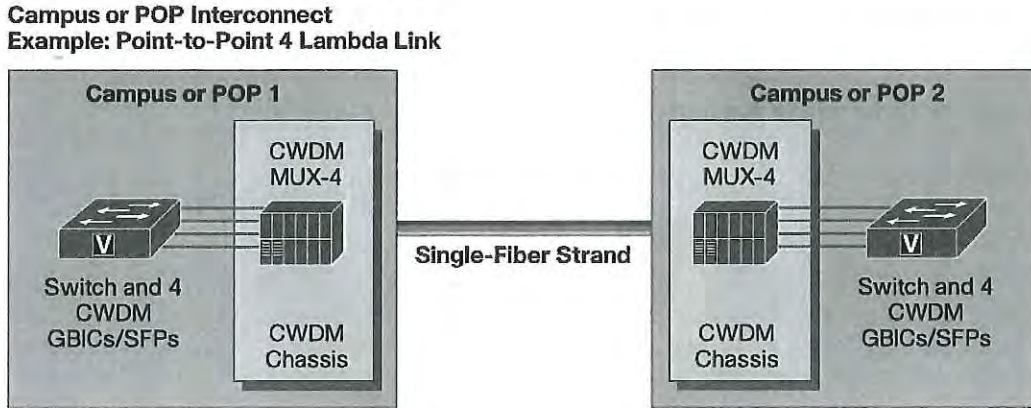 Campus or POP Interconnect
Example: Point-to-Point 4 Lambda Link
Campus or POP 1
CWDM
MUX-4
V
Switch and 4
CWDM
GBICs/SFPs
CWDM
Chassis
Single-Fiber Strand
Campus or POP 2
CWDM
MUX-4
CWDM
Chassis
V
Switch and 4
CWDM
GBICs/SFPs